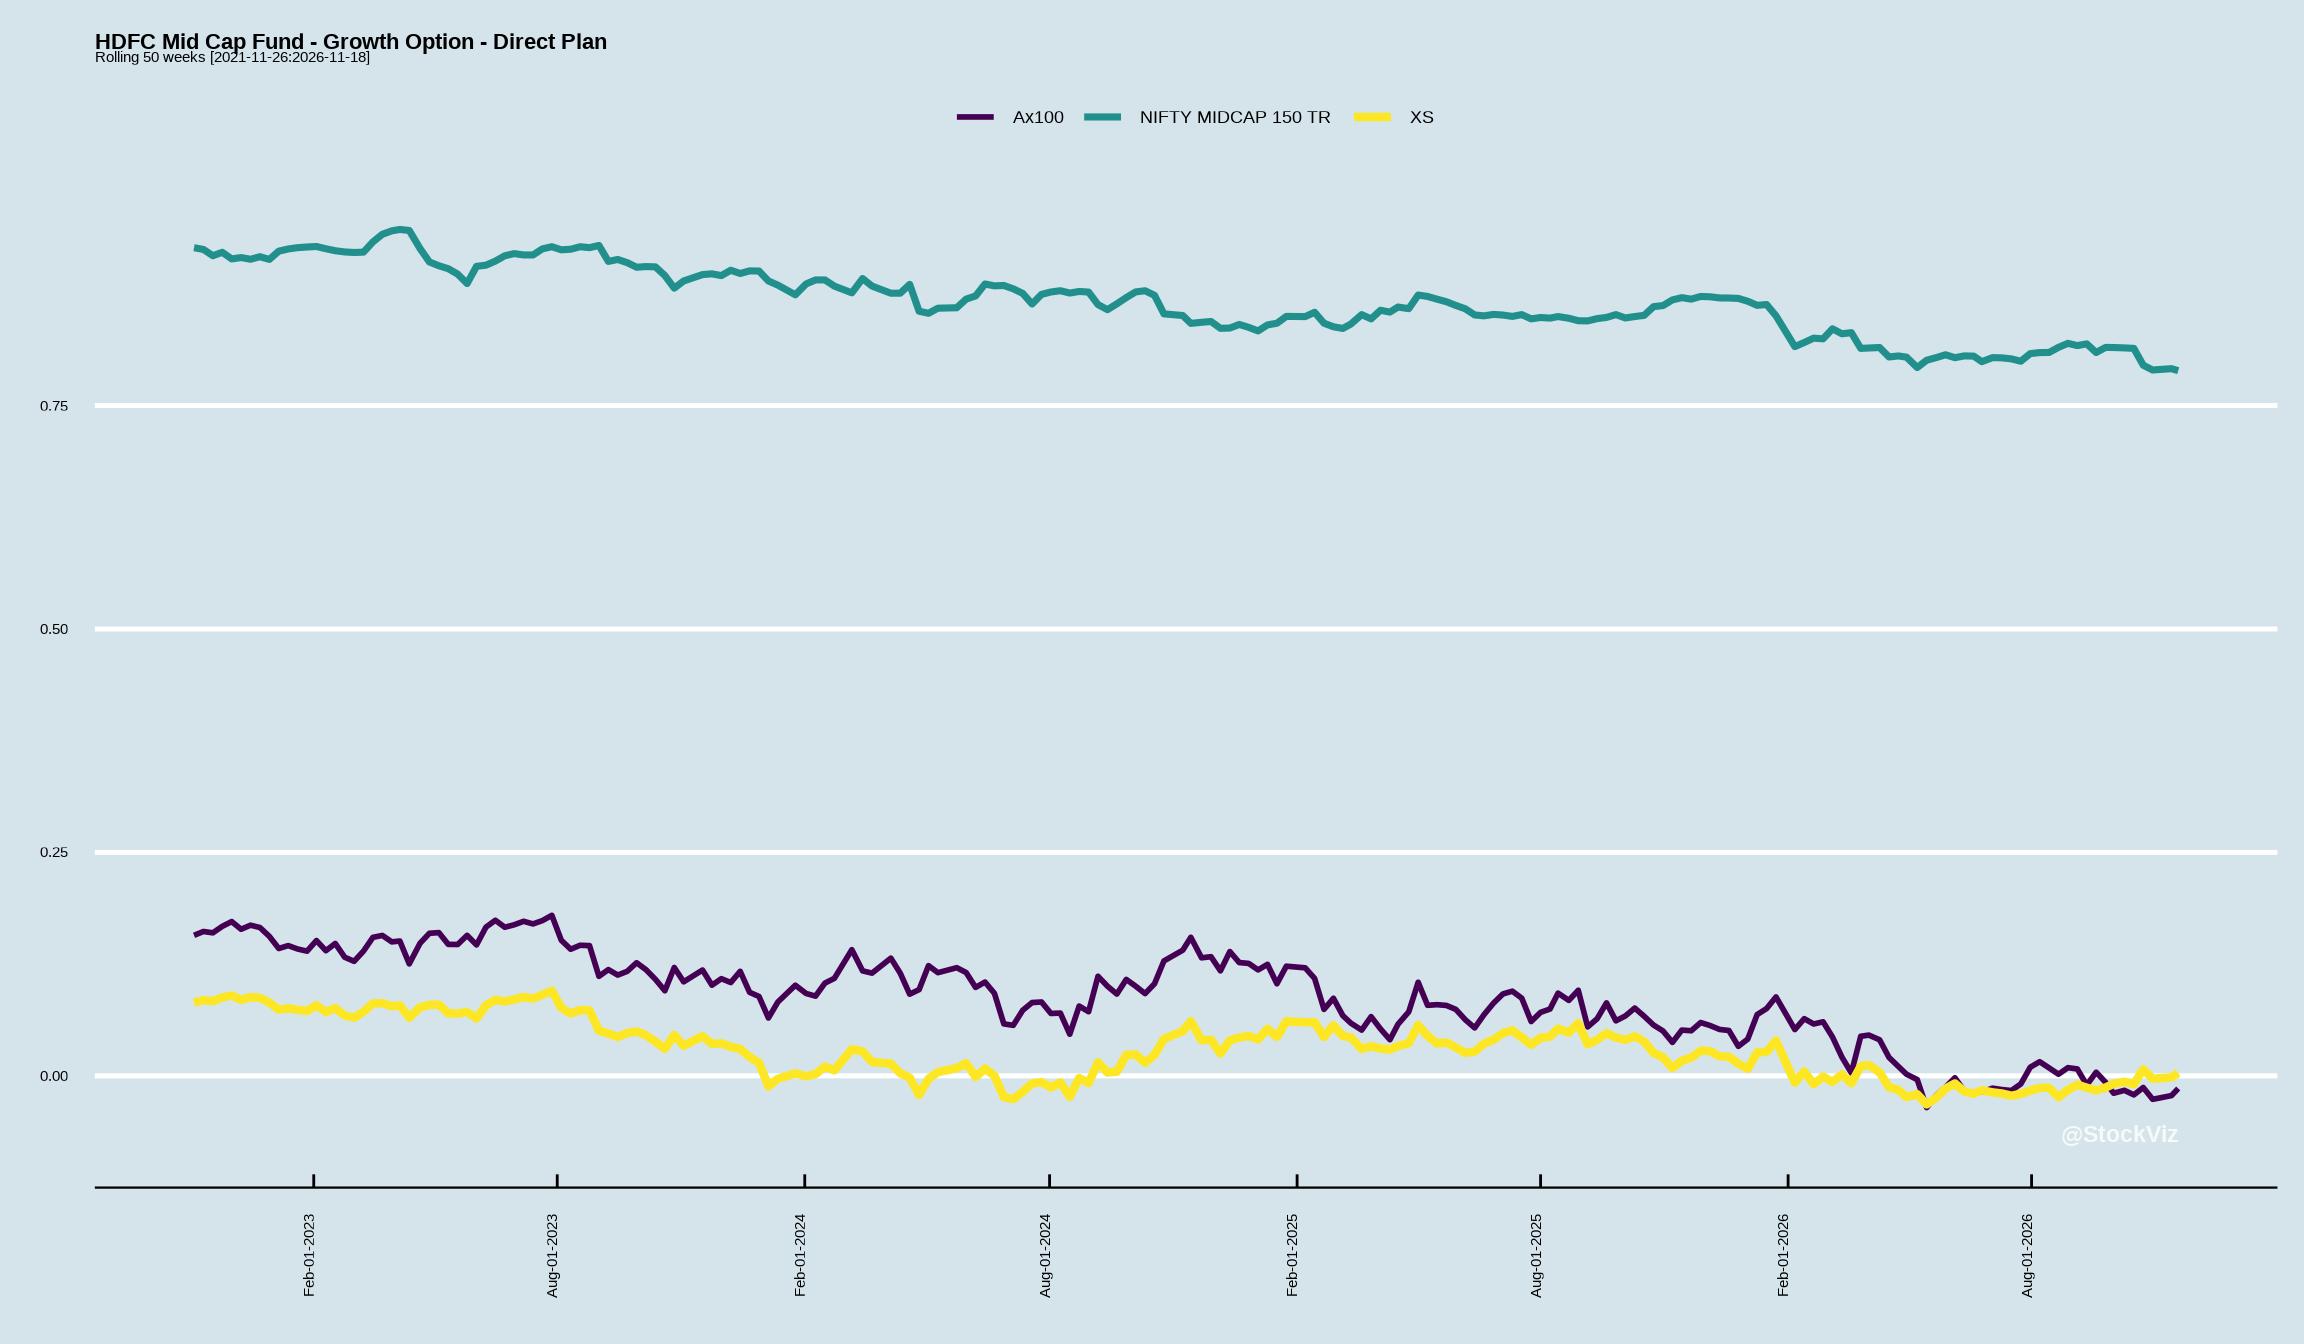 HDFC Mid Cap Fund - Growth Option - Direct Plan
Rolling 50 weeks [2021-11-26:2026-11-18]
Ax100 NIFTY MIDCAP 150 TR XS
0.75
0.50
0.25
0.00
@StockViz
Feb-01-2023 Aug-01-2023 Feb-01-2024 Aug-01-2024 Feb-01-2025 Aug-01-2025 Feb-01-2026 Aug-01-2026